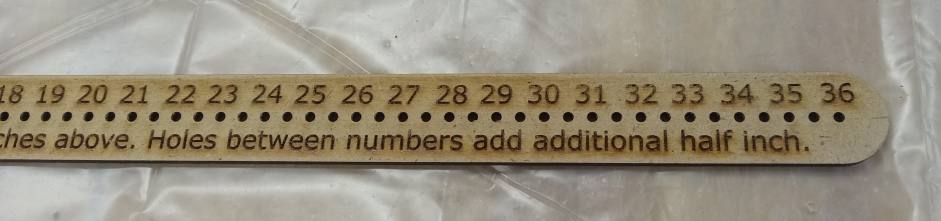 18 19 20 21 22 23 24 25 26 27 28 29 30 31 32 33 34 35 36
above. Holes between numbers add additional half inch.